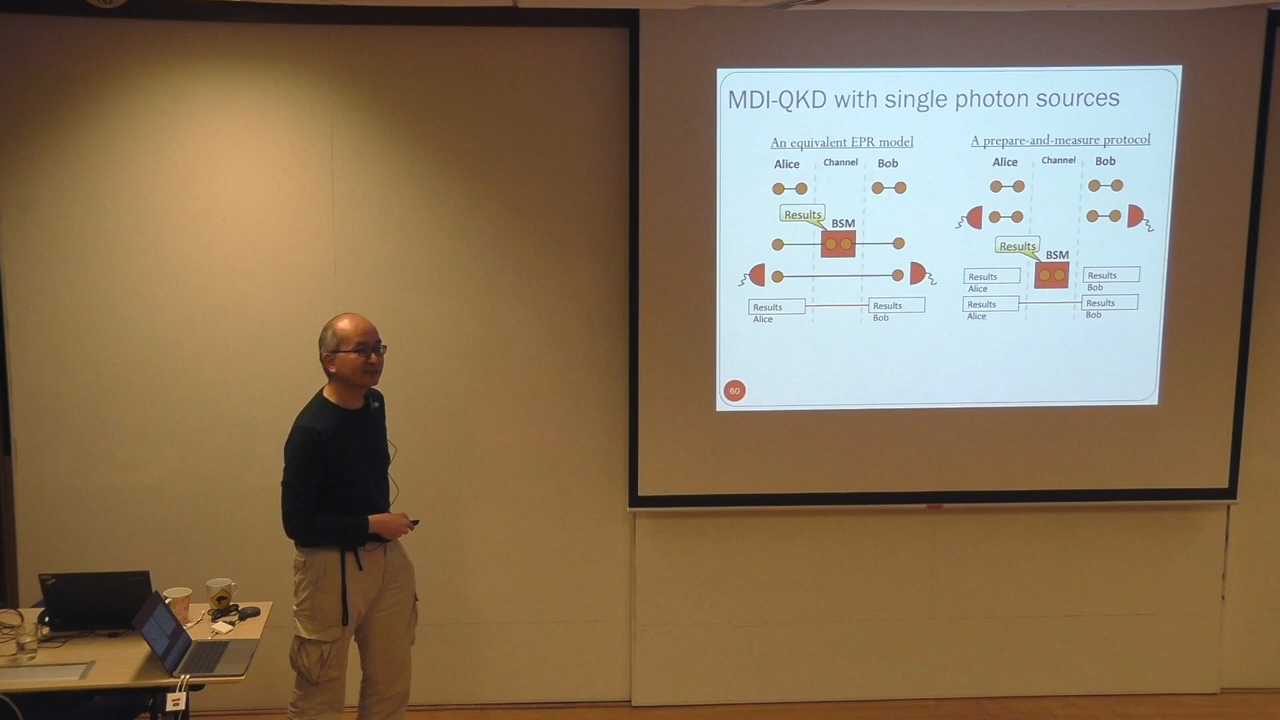 MDI-QKD with single photon sources
An equivalent EPR model
Alice Channel Bob
Results
BSM
Results
Alice
Results
Bob
A prepare-and-measure protocol
Alice Channel Bob
Results
BSM
Results
Alice
Results
Bob
Results
Alice
Results
Bob
60